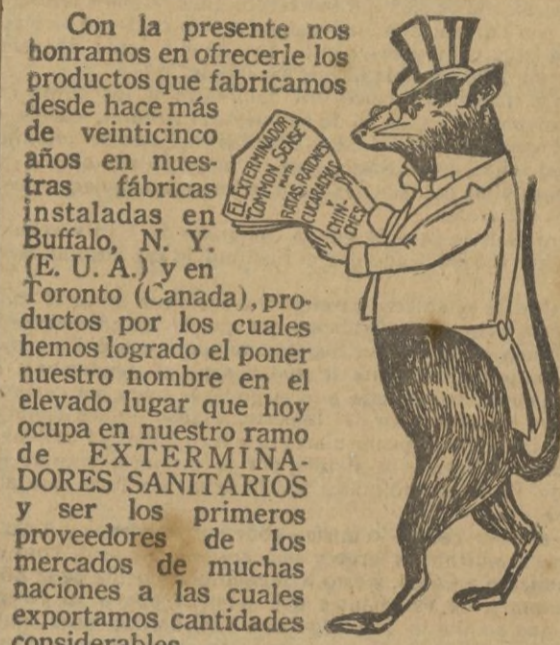 Con la presente nos
honramos en ofrecerle los
productos que fabricamos
desde hace más
de veinticinco
años en nues-
tras fábricas
instaladas en
Buffalo, N. Y.
(E. U. A.) y en
Toronto (Canada), pro-
ductos por los cuales
hemos logrado el poner
nuestro nombre en el
elevado lugar que hoy
ocupa en nuestro ramo
de EXTERMINA-
DORES SANITARIOS
y ser los primeros
proveedores de los
mercados de muchas
naciones a las cuales
exportamos cantidades
considerables
EL EXTERMINADOR
COMMON SENSE
PARA
RATAS, RATONES
CUCARACHAS
Y
CHIN-
CHES